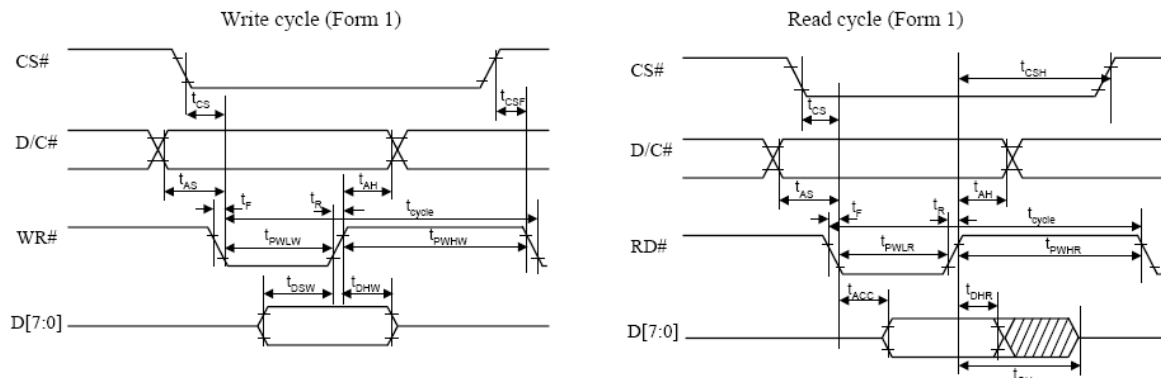 Write cycle (Form 1)
CS#
tCS
tCSF
D/C#
tAS
tAH
tF
tR
tcycle
WR#
tPWLW
tPWHW
tDSW
tDHW
D[7:0]
Read cycle (Form 1)
CS#
tCSH
tCS
D/C#
tAS
tAH
tF
tR
tcycle
RD#
tPWLR
tPWHR
tACC
tDHR
D[7:0]